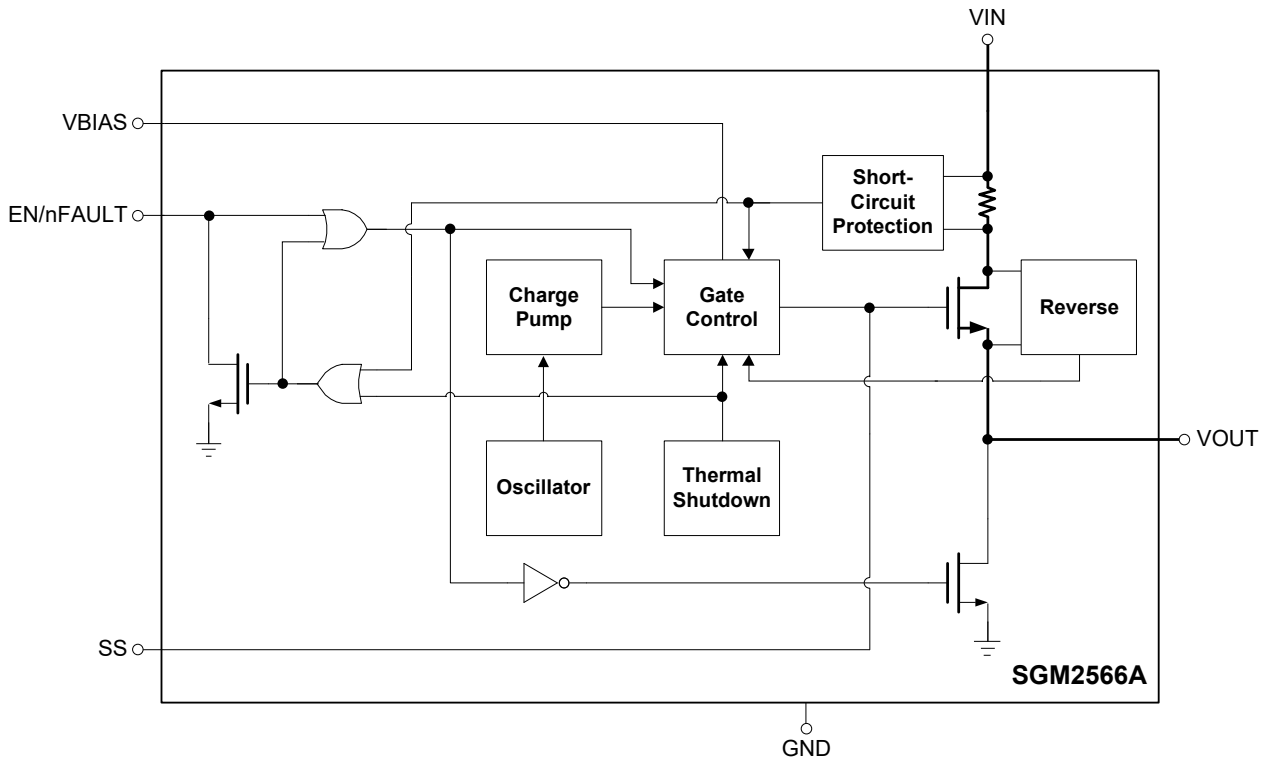 VIN
VBIAS
EN/nFAULT
Short-
Circuit
Protection
Charge
Pump
Gate
Control
Reverse
VOUT
Oscillator
Thermal
Shutdown
SS
SGM2566A
GND